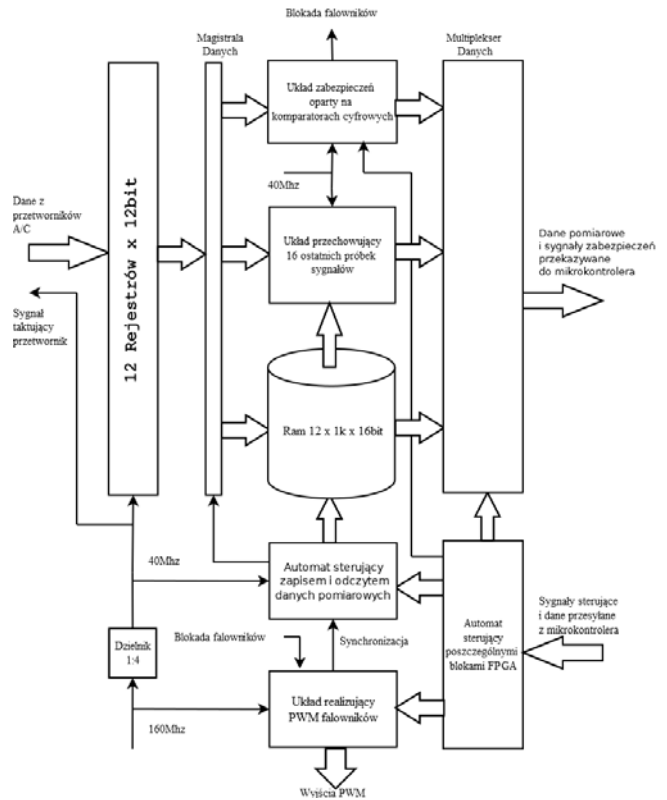 Blokada falowników
Magistrala
Danych
Multiplekser
Danych
Układ zabezpieczeń
oparty na
komparatorach cyfrowych
40Mhz
12 Rejestrów x 12bit
Dane z
przetworników
A/C
Układ przechowujący
16 ostatnich próbek
sygnałów
Dane pomiarowe
i sygnały zabezpieczeń
przekazywane
do mikrokontrolera
Sygnał
taktujący
przetwornik
Ram 12 x 1k x 16bit
40Mhz
Automat sterujący
zapisem i odczytem
danych pomiarowych
Automat
sterujący
poszczególnymi
blokami FPGA
Sygnały sterujące
i dane przesyłane
z mikrokontrolera
Dzielnik
1:4
Blokada falowników
Synchronizacja
Układ realizujący
PWM falowników
160Mhz
Wyjścia PWM